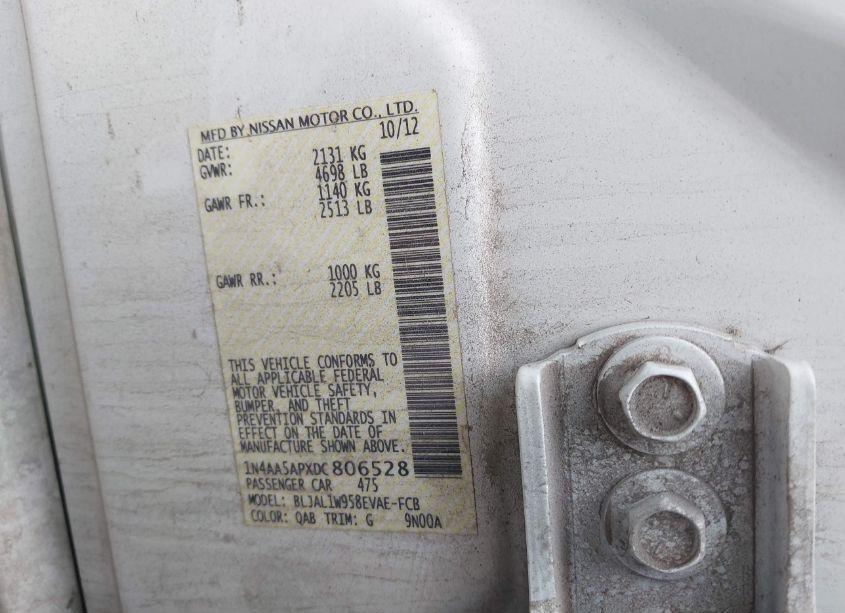 MFD BY NISSAN MOTOR CO., LTD.
DATE: 10/12
GVWR: 2131 KG
4698 LB
GAWR FR.: 1140 KG
2513 LB
GAWR RR.: 1000 KG
2205 LB
THIS VEHICLE CONFORMS TO
ALL APPLICABLE FEDERAL
MOTOR VEHICLE SAFETY,
BUMPER, AND THEFT
PREVENTION STANDARDS IN
EFFECT ON THE DATE OF
MANUFACTURE SHOWN ABOVE.
1N4AA5APXDC806528
PASSENGER CAR 475
MODEL: BLJAL1W958EVAE-FCB
COLOR: QAB TRIM: G 9N00A